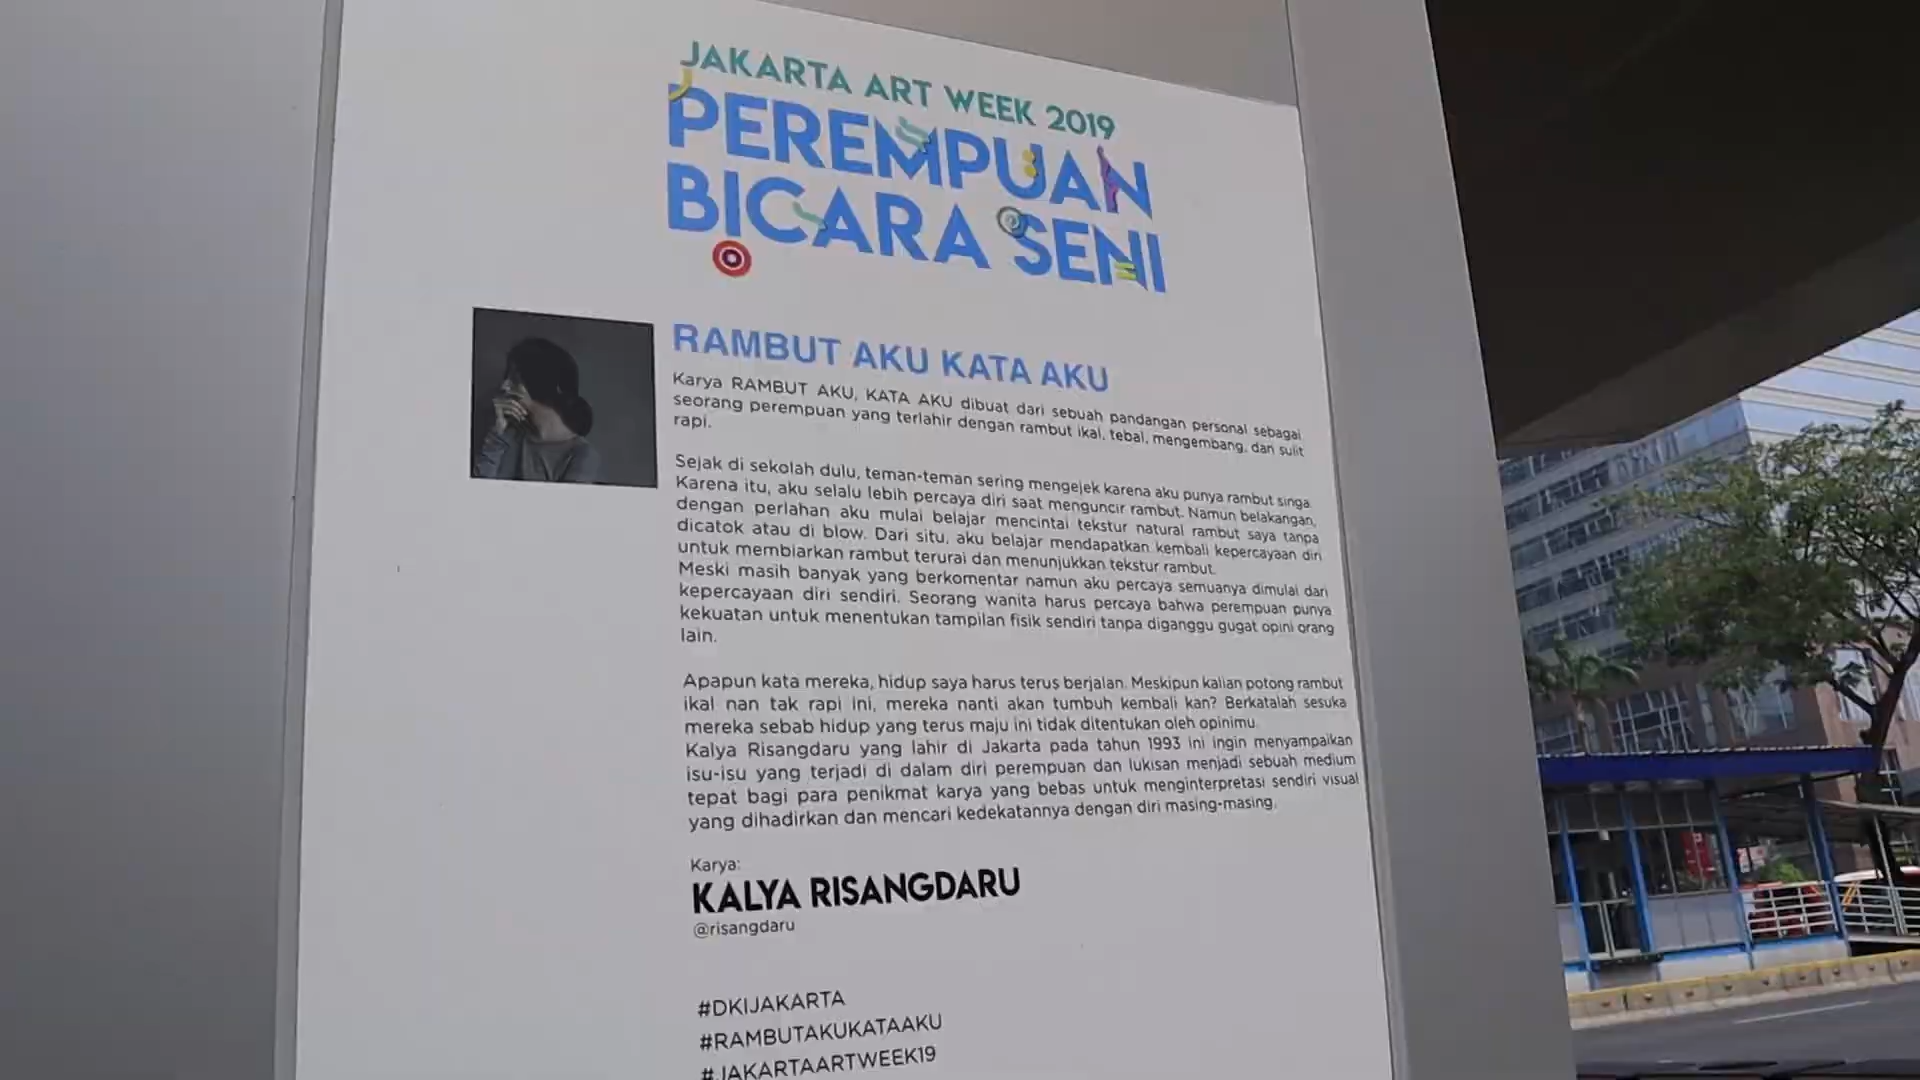 JAKARTA ART WEEK 2019
PEREMPUAN
BICARA SENI
RAMBUT AKU KATA AKU
Karya RAMBUT AKU, KATA AKU dibuat dari sebuah pandangan personal sebagai
seorang perempuan yang terlahir dengan rambut ikal, tebal, mengembang, dan sulit
rapi.
Sejak di sekolah dulu, teman-teman sering mengejek karena aku punya rambut singa.
Karena itu, aku selalu lebih percaya diri saat menguncir rambut. Namun belakangan,
dengan perlahan aku mulai belajar mencintai tekstur natural rambut saya tanpa
dicatok atau di blow. Dari situ, aku belajar mendapatkan kembali kepercayaan diri
untuk membiarkan rambut terurai dan menunjukkan tekstur rambut.
Meski masih banyak yang berkomentar namun aku percaya semuanya dimulai dari
kepercayaan diri sendiri. Seorang wanita harus percaya bahwa perempuan punya
kekuatan untuk menentukan tampilan fisik sendiri tanpa diganggu gugat opini orang
lain.
Apapun kata mereka, hidup saya harus terus berjalan. Meskipun kalian potong rambut
ikal nan tak rapi ini, mereka nanti akan tumbuh kembali kan? Berkatalah sesuka
mereka sebab hidup yang terus maju ini tidak ditentukan oleh opinimu.
Kalya Risangdaru yang lahir di Jakarta pada tahun 1993 ini ingin menyampaikan
isu-isu yang terjadi di dalam diri perempuan dan lukisan menjadi sebuah medium
tepat bagi para penikmat karya yang bebas untuk menginterpretasi sendiri visual
yang dihadirkan dan mencari kedekatannya dengan diri masing-masing.
Karya:
KALYA RISANGDARU
@risangdaru
#DKIJAKARTA
#RAMBUTAKUKATAAKU
#JAKARTAARTWEEK19